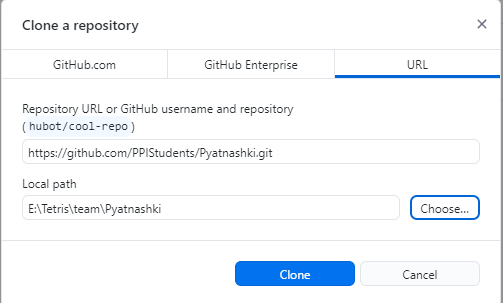 Clone a repository
GitHub.com
GitHub Enterprise
URL
Repository URL or GitHub username and repository
(hubot/cool-repo)
https://github.com/PPIStudents/Pyatnashki.git
Local path
E:\Tetris\team\Pyatnashki
Choose...
Clone
Cancel